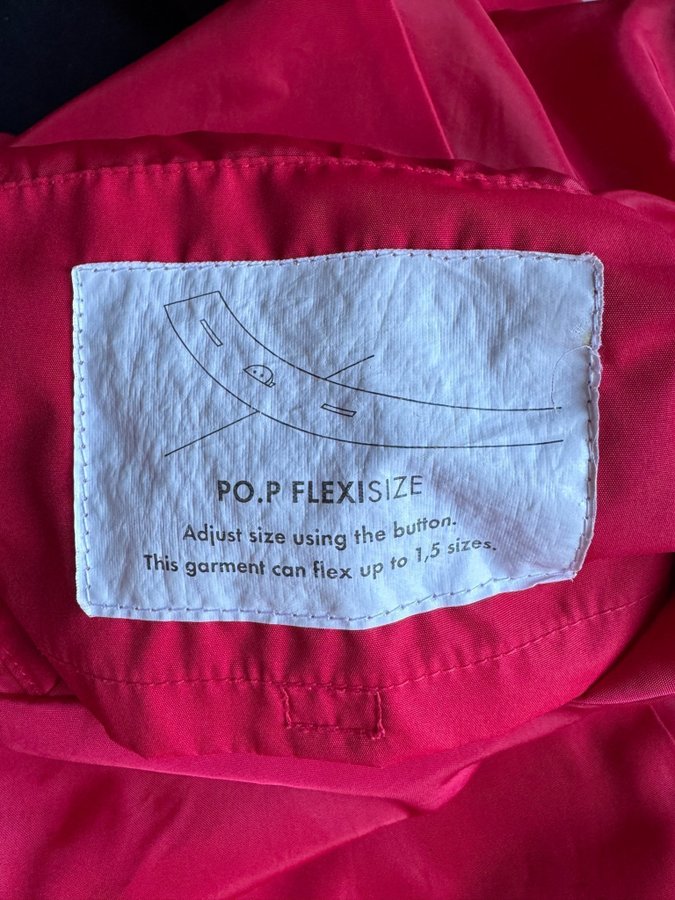 PO.P FLEXISIZE
Adjust size using the button.
This garment can flex up to 1,5 sizes.